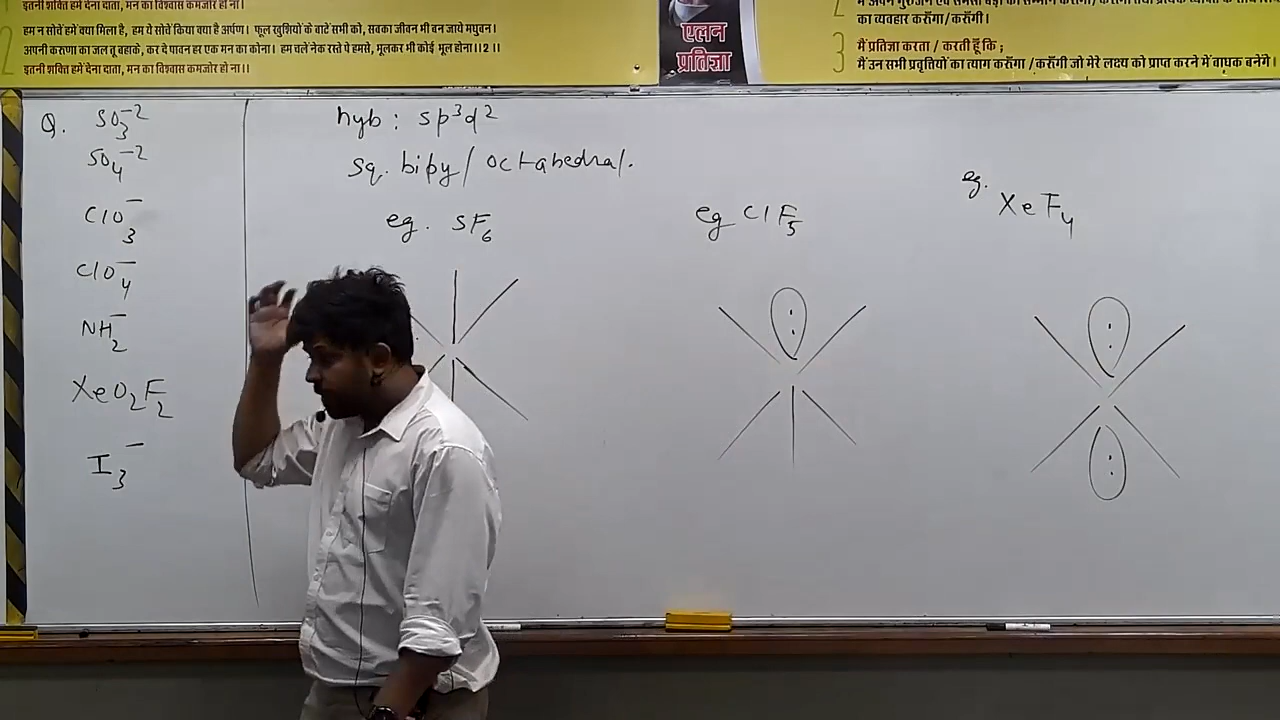 इतनी शक्ति हमें देना दाता, मन का विश्वास कमजोर हो ना।
हम न सोचें हमें क्या मिला है, हम ये सोचें किया क्या है अर्पण। फूल खुशियों के बाटें सभी को, सबका जीवन भी बन जाये मधुवन।
2 अपनी करुणा का जल तू बहाके, कर दे पावन हर एक मन का कोना। हम चलें नेक रस्ते पे हमसे, भूलकर भी कोई भूल होना।।2।।
इतनी शक्ति हमें देना दाता, मन का विश्वास कमजोर हो ना।।
एलन
प्रतिज्ञा
2
का व्यवहार करूँगा/करूँगी।
3 मैं प्रतिज्ञा करता / करती हूँ कि ;
मैं उन सभी प्रवृत्तियों का त्याग करूँगा / करूँगी जो मेरे लक्ष्य को प्राप्त करने में बाधक बनेंगे।
Q. SO₃⁻²
SO₄⁻²
ClO₃⁻
ClO₄⁻
NH₂⁻
XeO₂F₂
I₃⁻
hyb : sp³d²
sq. bipy/octahedral.
eg. SF₆
eg ClF₅
eg. XeF₄